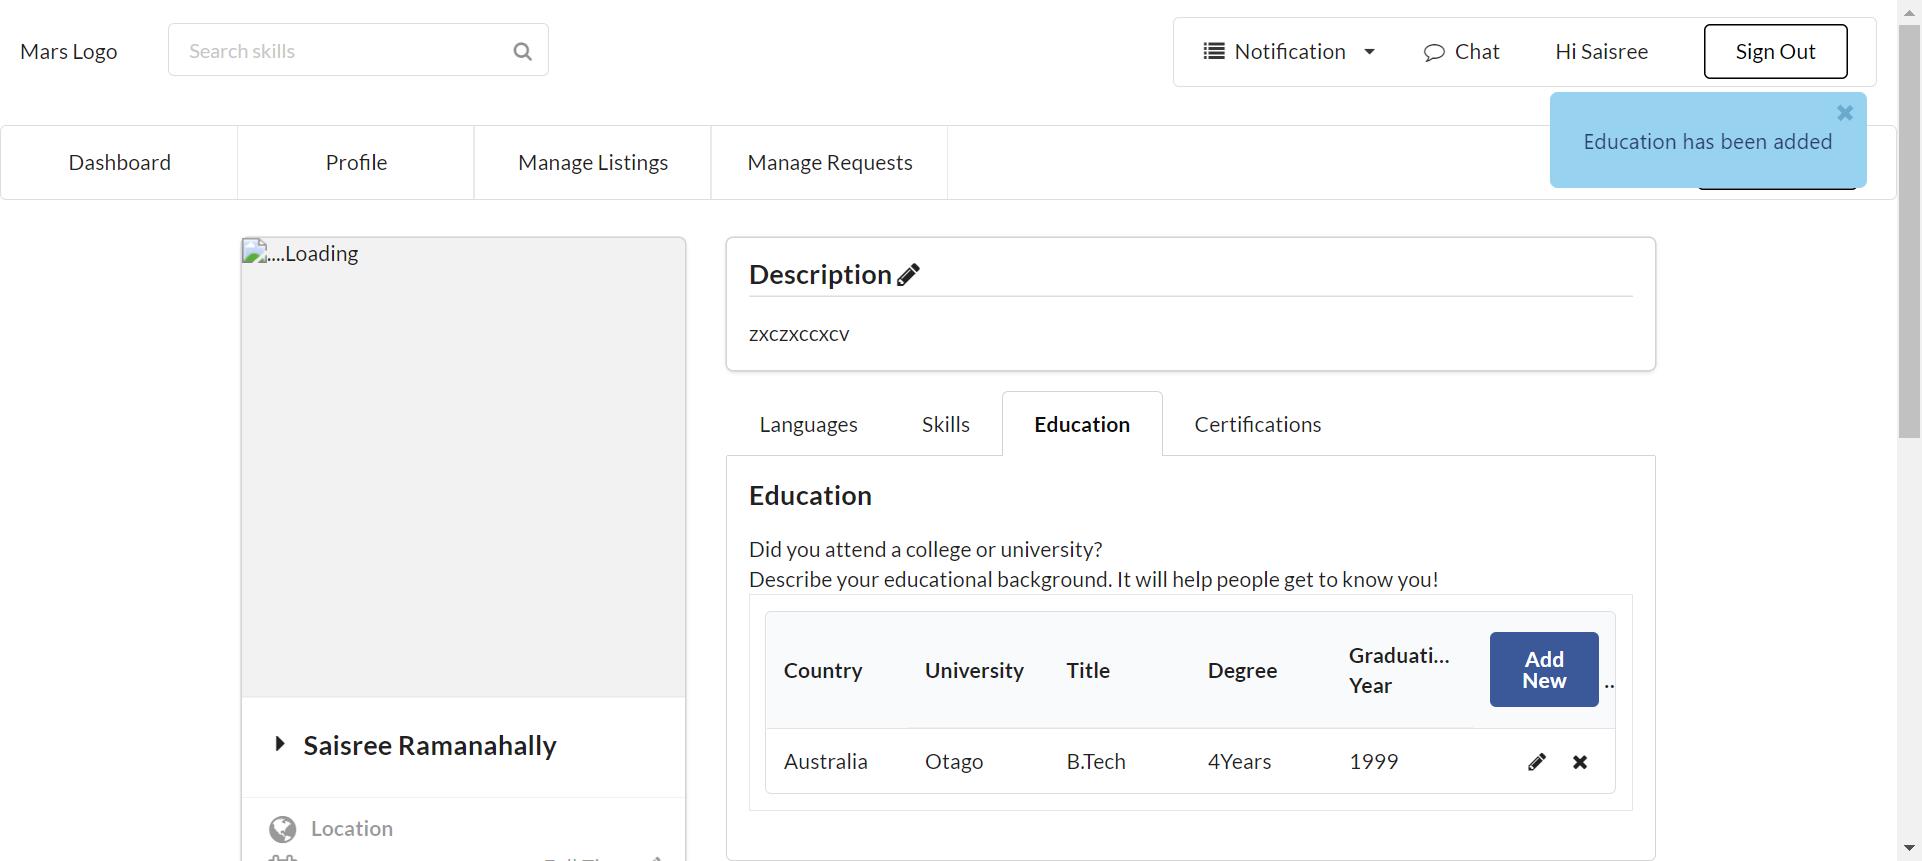 Mars Logo
Search skills
Notification
Chat
Hi Saisree
Sign Out
Education has been added
Dashboard
Profile
Manage Listings
Manage Requests
....Loading
Description
zxczxccxcv
Languages
Skills
Education
Certifications
Education
Did you attend a college or university?
Describe your educational background. It will help people get to know you!
Country
University
Title
Degree
Graduati...
Year
Add
New
..
Australia
Otago
B.Tech
4Years
1999
Saisree Ramanahally
Location